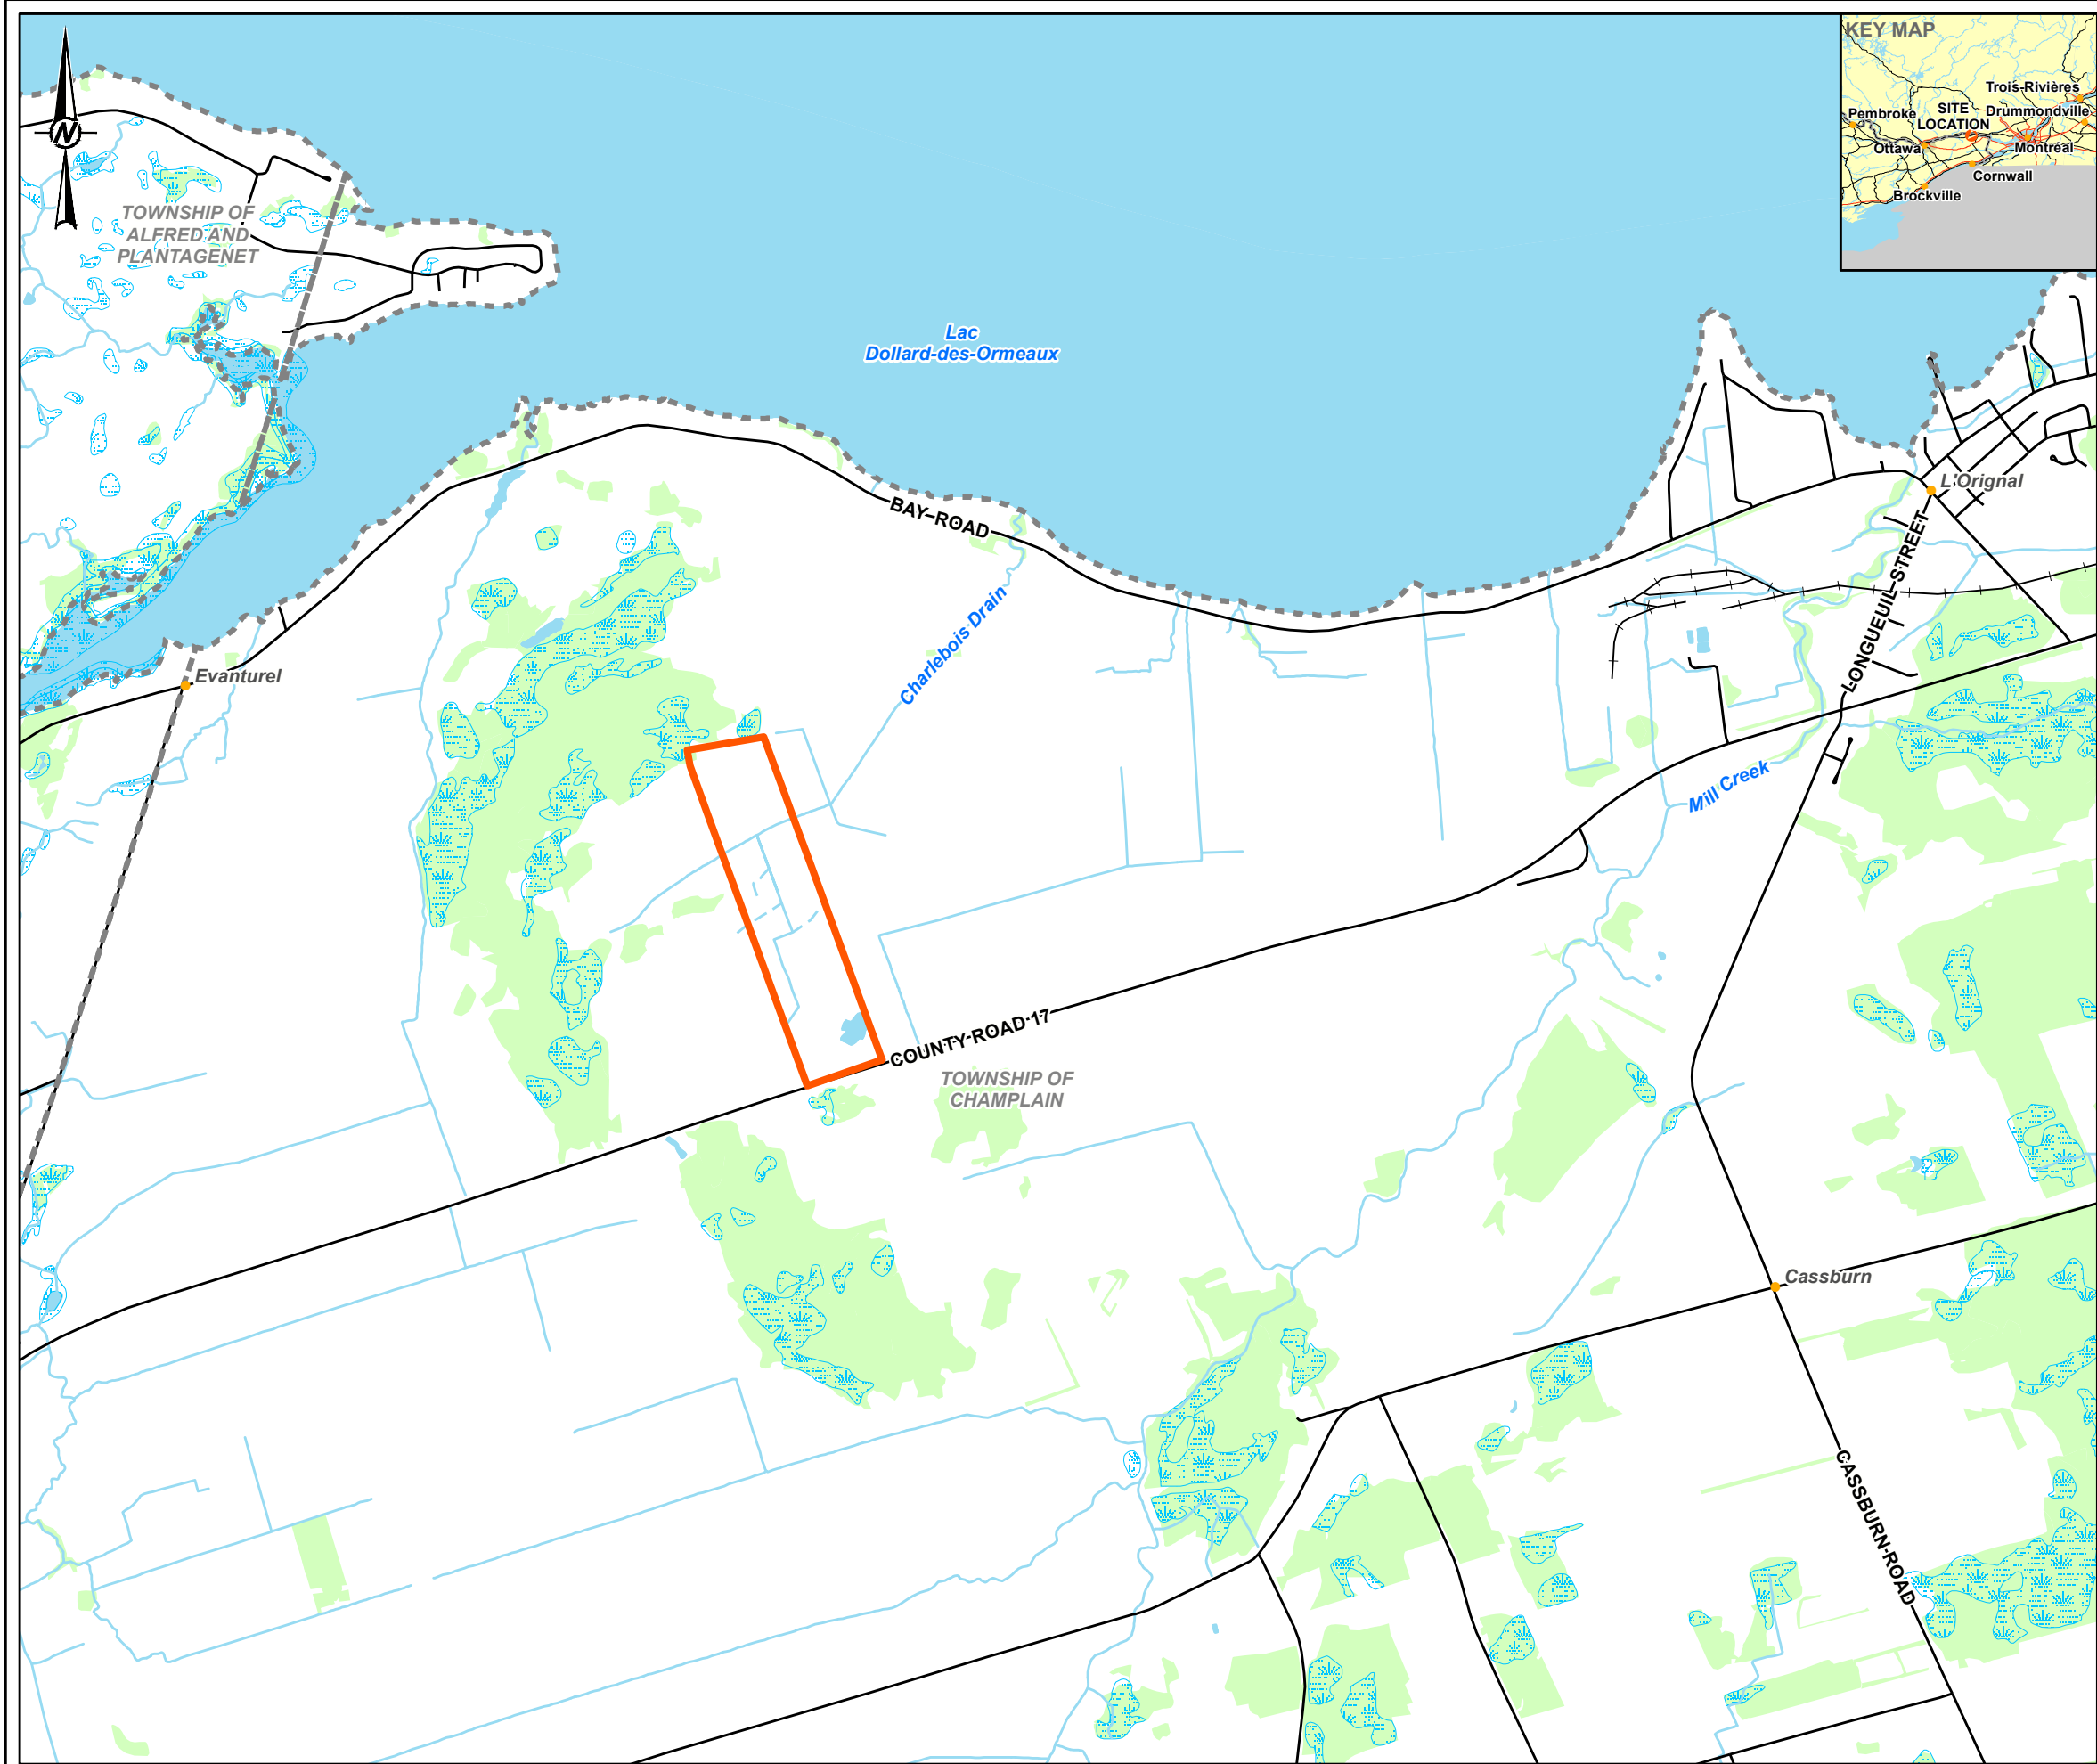 KEY MAP
Trois-Rivières
SITE
LOCATION
Drummondville
Pembroke
Ottawa
Montréal
Cornwall
Brockville
N
TOWNSHIP OF
ALFRED AND
PLANTAGENET
Lac
Dollard-des-Ormeaux
L'Orignal
BAY ROAD
LONGUEUIL STREET
Charlebois Drain
Evanturel
Mill Creek
COUNTY ROAD 17
TOWNSHIP OF
CHAMPLAIN
Cassburn
CASSBURN ROAD